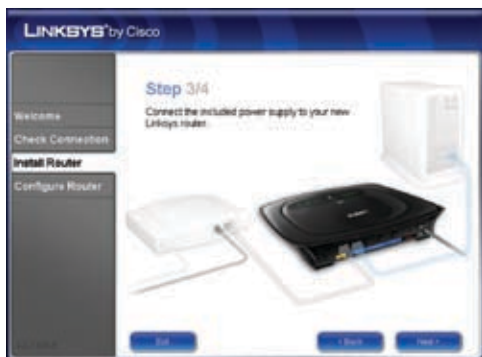 LINKSYS® by Cisco
Step 3/4
Connect the included power supply to your new
Linksys router.
Welcome
Check Connection
Install Router
Configure Router
Exit
‹ Back
Next ›